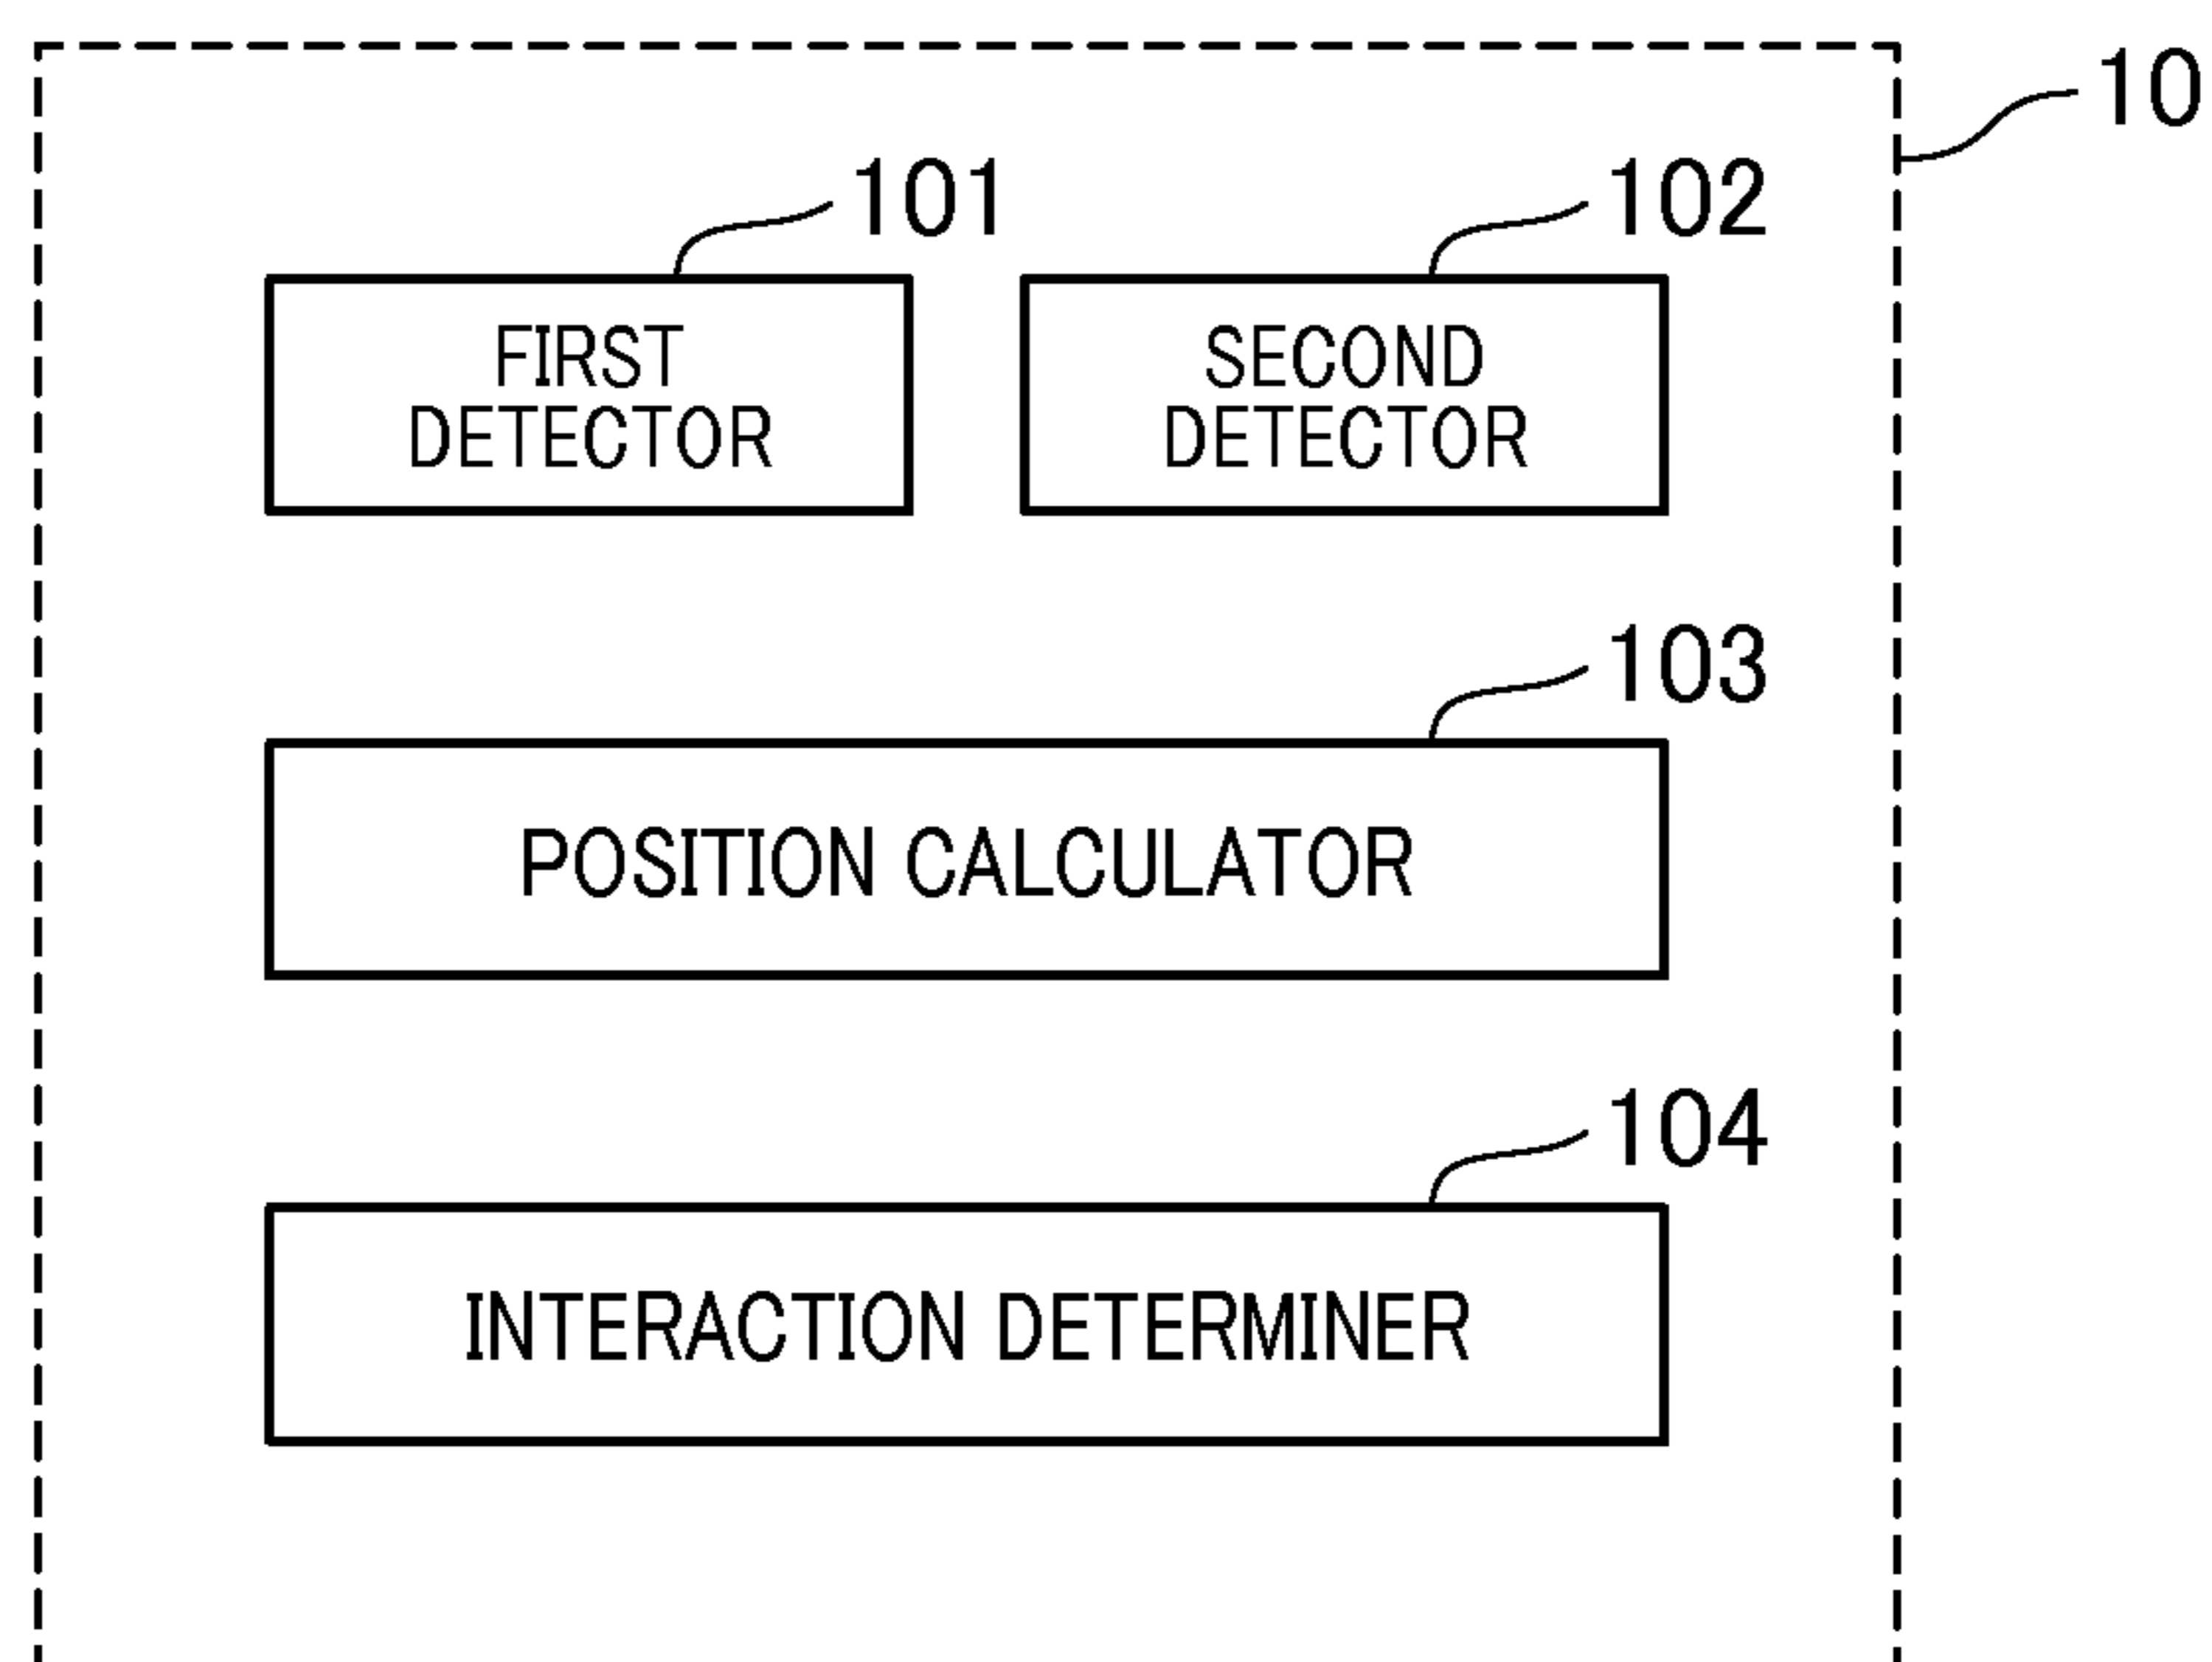 10
101
102
FIRST
DETECTOR
SECOND
DETECTOR
103
POSITION CALCULATOR
104
INTERACTION DETERMINER